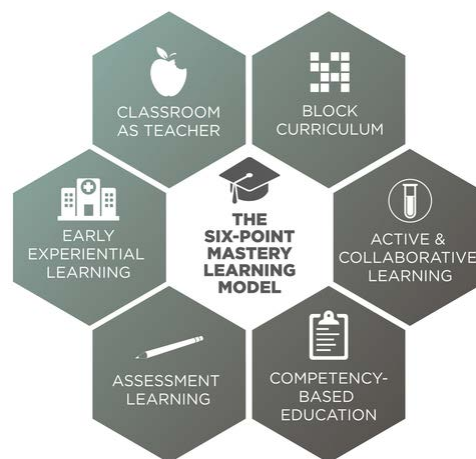 CLASSROOM
AS TEACHER
BLOCK
CURRICULUM
EARLY
EXPERIENTIAL
LEARNING
THE
SIX-POINT
MASTERY
LEARNING
MODEL
ACTIVE &
COLLABORATIVE
LEARNING
ASSESSMENT
LEARNING
COMPETENCY-
BASED
EDUCATION